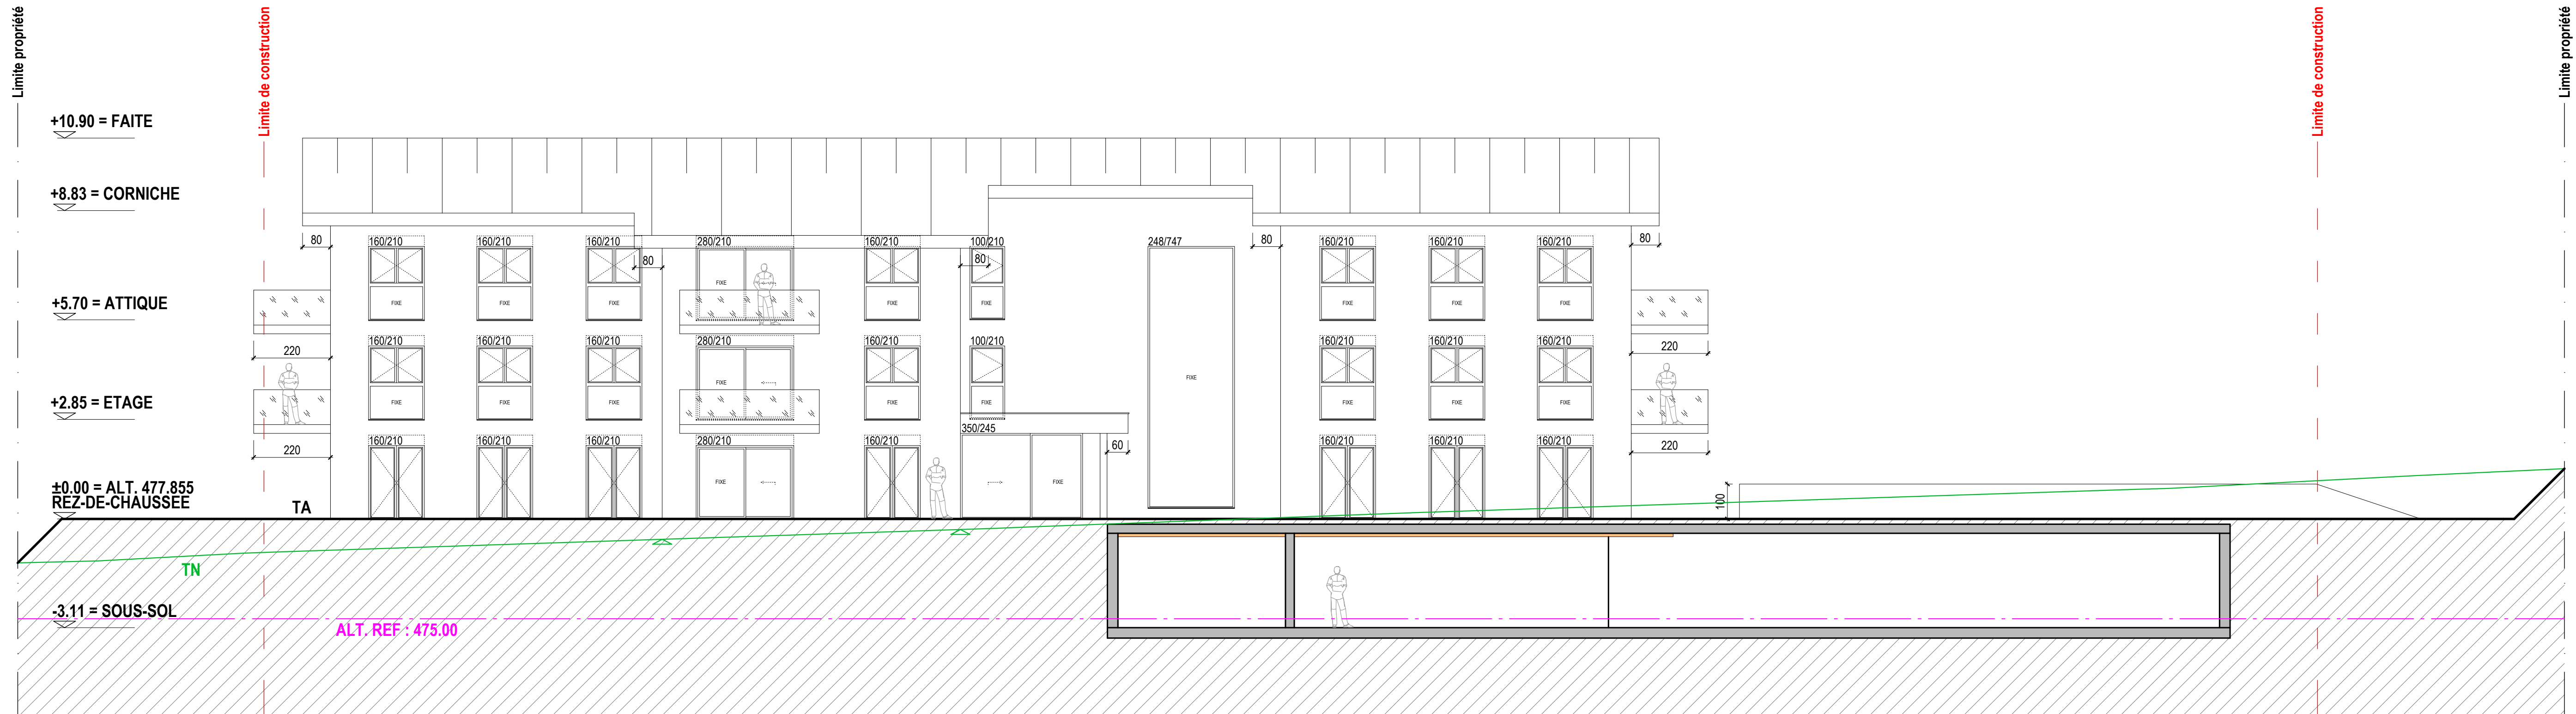 Limite propriété
Limite de construction
Limite de construction
Limite propriété
+10.90 = FAITE
+8.83 = CORNICHE
80
160/210
160/210
160/210
280/210
160/210
100/210
248/747
80
160/210
160/210
160/210
80
80
80
FIXE
FIXE
+5.70 = ATTIQUE
FIXE
FIXE
FIXE
FIXE
FIXE
FIXE
FIXE
FIXE
160/210
160/210
160/210
280/210
160/210
100/210
160/210
160/210
160/210
220
220
FIXE
FIXE
+2.85 = ETAGE
FIXE
FIXE
FIXE
FIXE
FIXE
FIXE
FIXE
FIXE
350/245
160/210
160/210
160/210
280/210
160/210
60
160/210
160/210
160/210
220
220
FIXE
FIXE
±0.00 = ALT. 477.855
REZ-DE-CHAUSSEE
TA
100
TN
-3.11 = SOUS-SOL
ALT. REF : 475.00